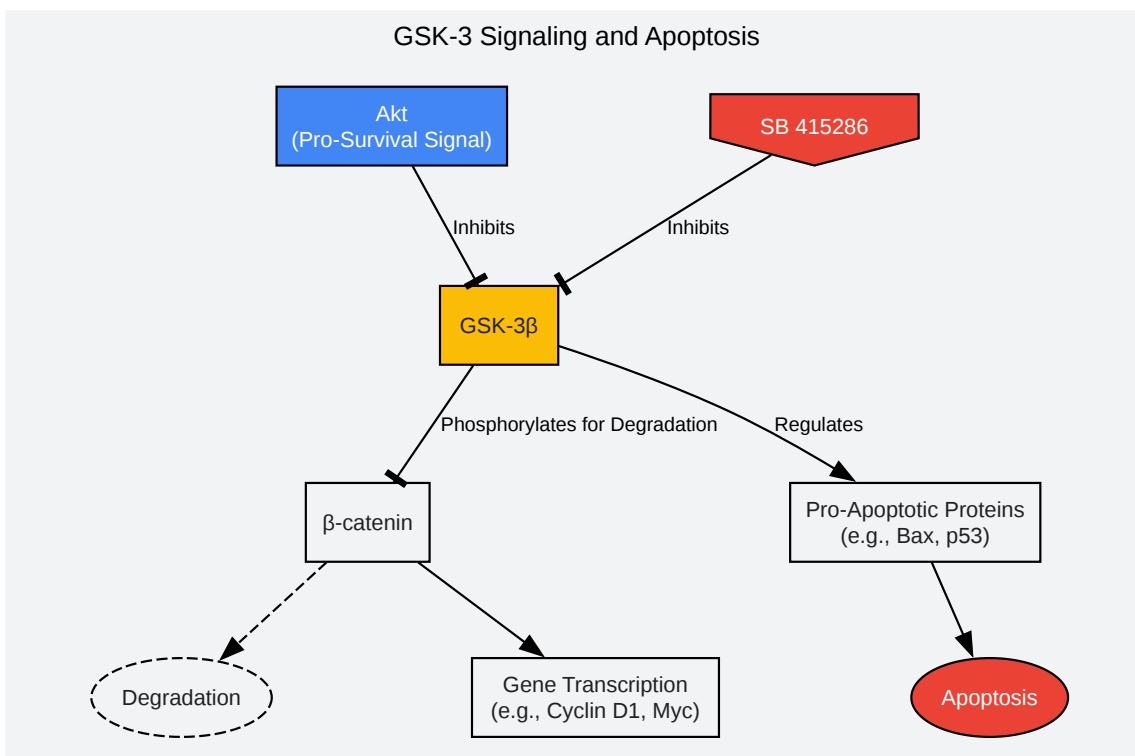 GSK-3 Signaling and Apoptosis
Akt
(Pro-Survival Signal)
SB 415286
Inhibits
Inhibits
GSK-3β
Phosphorylates for Degradation
Regulates
β-catenin
Pro-Apoptotic Proteins
(e.g., Bax, p53)
Degradation
Gene Transcription
(e.g., Cyclin D1, Myc)
Apoptosis